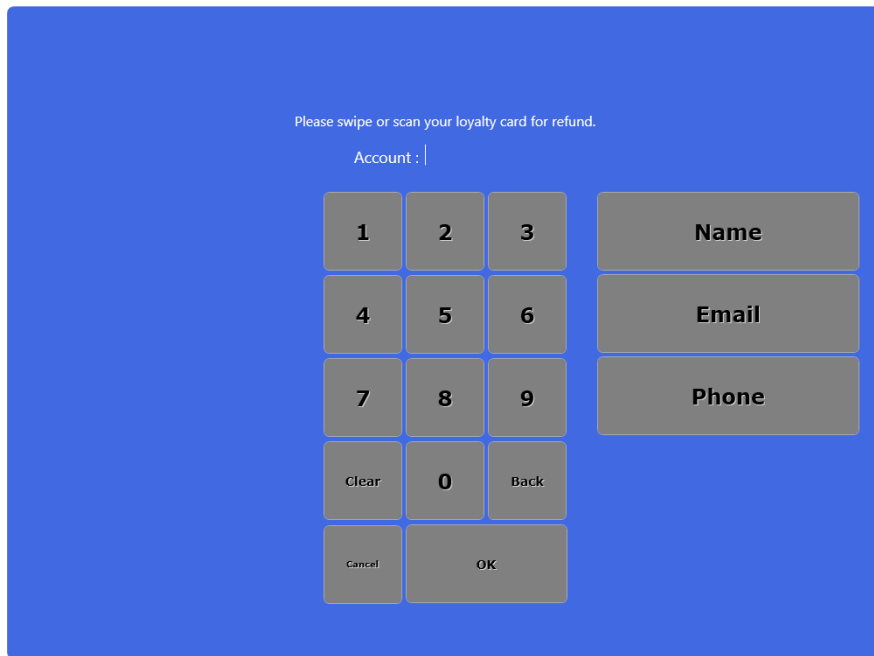 Please swipe or scan your loyalty card for refund.
Account :
1 2 3
Name
4 5 6
Email
7 8 9
Phone
Clear 0 Back
Cancel OK